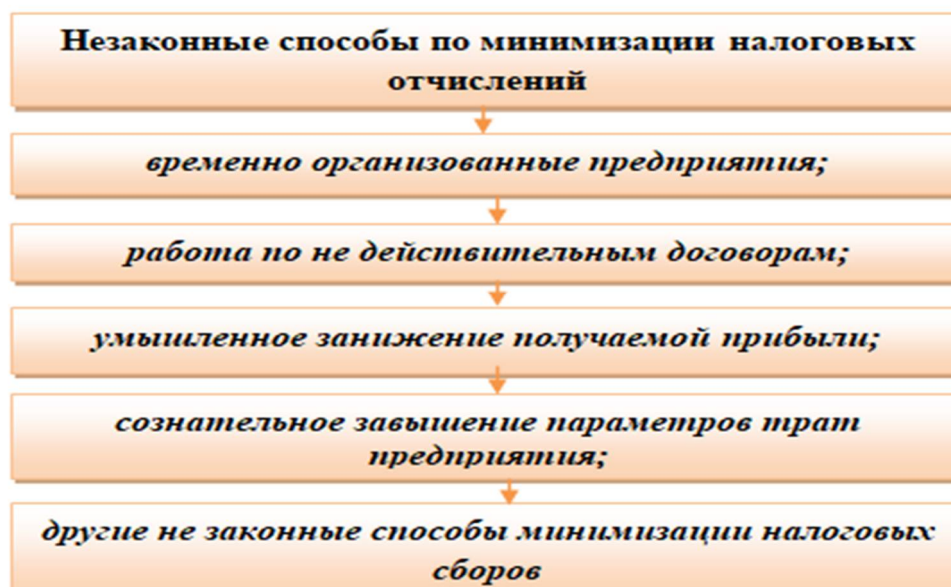 Незаконные способы по минимизации налоговых
отчислений
временно организованные предприятия;
работа по не действительным договорам;
умышленное занижение получаемой прибыли;
сознательное завышение параметров трат
предприятия;
другие не законные способы минимизации налоговых
сборов